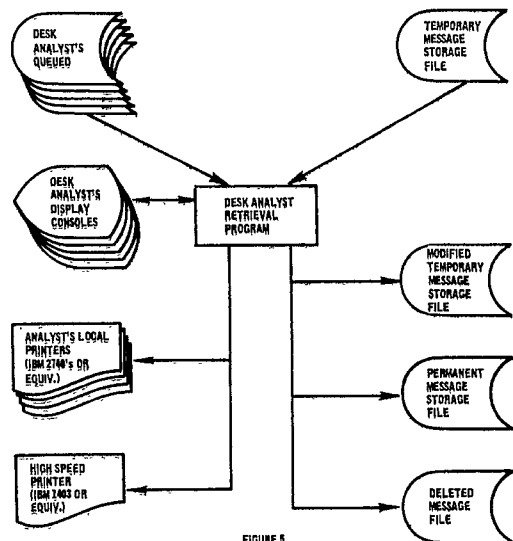 DESK
ANALYST'S
QUEUED
TEMPORARY
MESSAGE
STORAGE
FILE
DESK
ANALYST'S
DISPLAY
CONSOLES
DESK ANALYST
RETRIEVAL
PROGRAM
MODIFIED
TEMPORARY
MESSAGE
STORAGE
FILE
ANALYST'S LOCAL
PRINTERS
(IBM 2740's OR
EQUIV.)
PERMANENT
MESSAGE
STORAGE
FILE
HIGH SPEED
PRINTER
(IBM 1403 OR
EQUIV.)
DELETED
MESSAGE
FILE
FIGURE 5